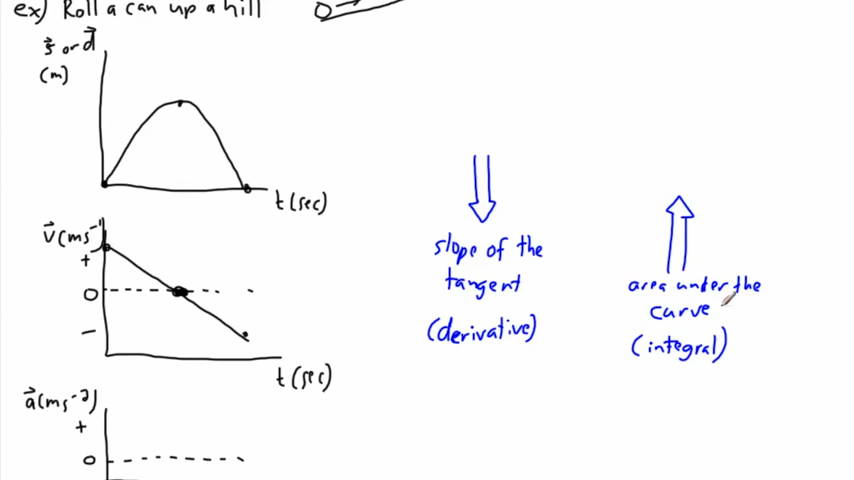 ex) Roll a can up a hill
s⃗ or d⃗
(m)
t (sec)
v⃗ (ms⁻¹)
+
0
−
t (sec)
a⃗ (ms⁻²)
+
0
slope of the
tangent
(derivative)
area under the
curve
(integral)